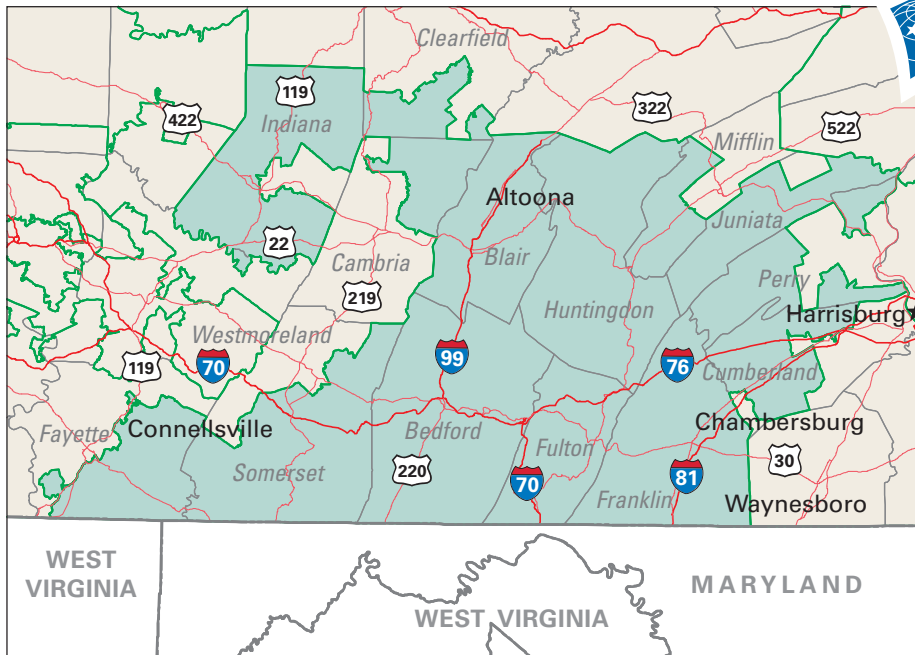 Clearfield
119
322
422
Indiana
522
Mifflin
Altoona
Juniata
22
Blair
Cambria
Perry
219
Huntingdon
Harrisburg
Westmoreland
99
76
119
70
Cumberland
Chambersburg
Fayette
Connellsville
Bedford
Fulton
30
Somerset
220
70
81
Franklin
Waynesboro
WEST
VIRGINIA
MARYLAND
WEST VIRGINIA